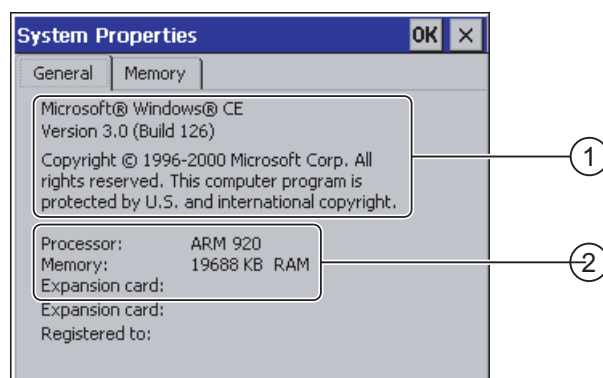 System Properties OK ×
General Memory
Microsoft® Windows® CE
Version 3.0 (Build 126)
Copyright © 1996-2000 Microsoft Corp. All
rights reserved. This computer program is
protected by U.S. and international copyright.
1
Processor: ARM 920
Memory: 19688 KB RAM
Expansion card:
2
Expansion card:
Registered to: